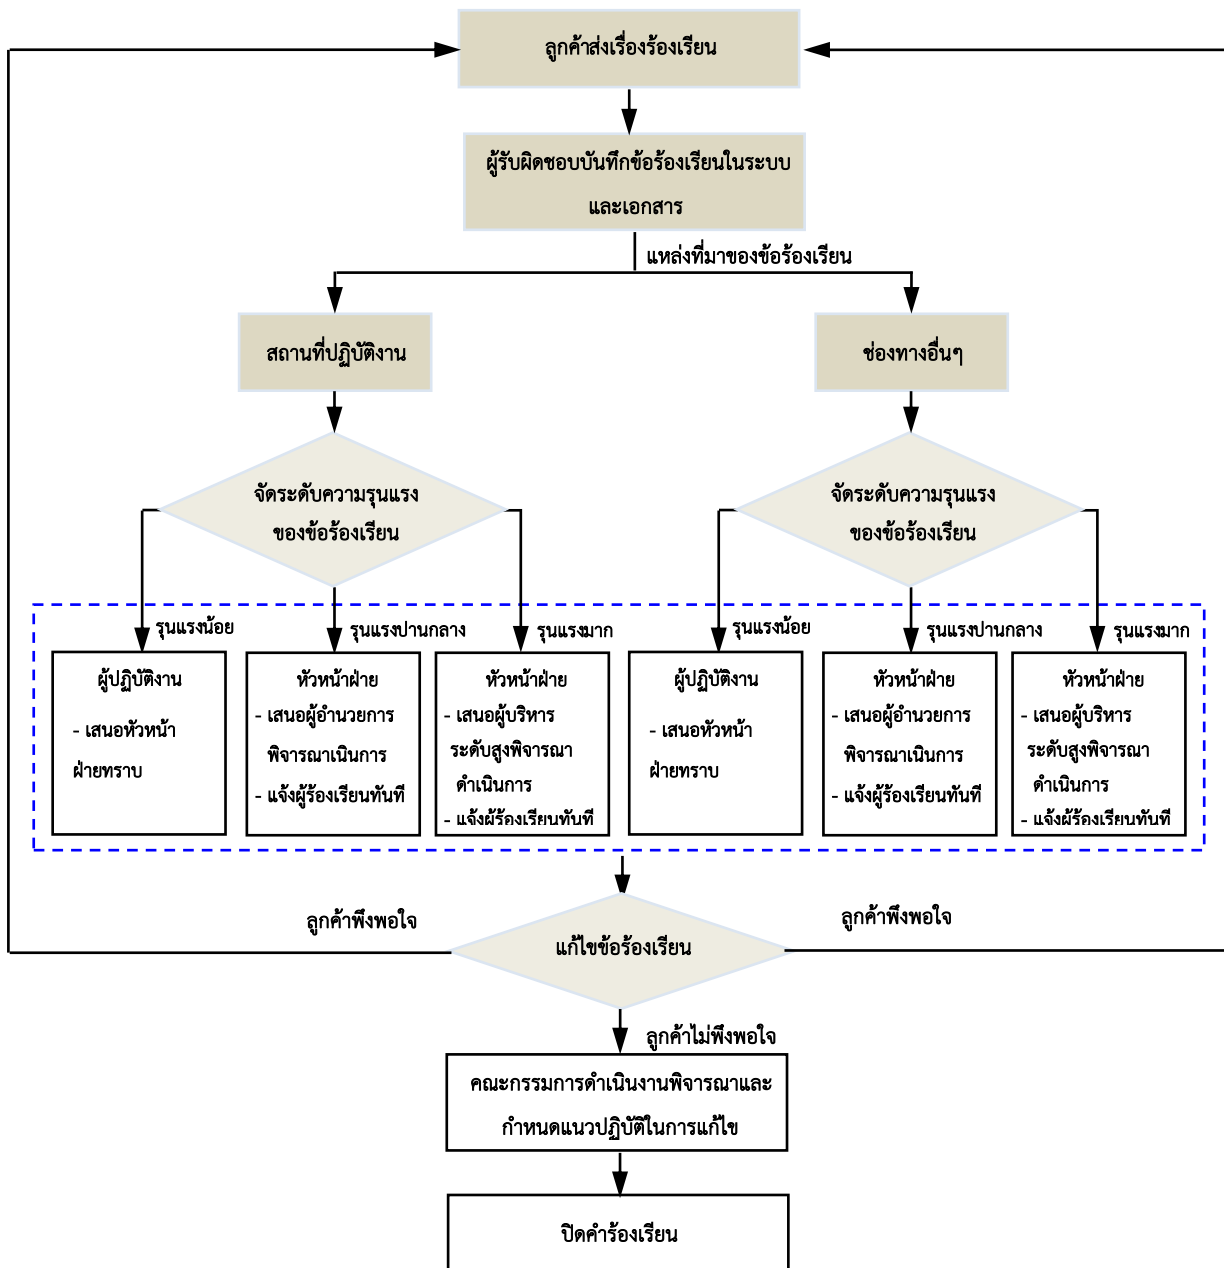 ลูกค้าส่งเรื่องร้องเรียน
ผู้รับผิดชอบบันทึกข้อร้องเรียนในระบบ
และเอกสาร
แหล่งที่มาของข้อร้องเรียน
สถานที่ปฏิบัติงาน
ช่องทางอื่นๆ
จัดระดับความรุนแรง
ของข้อร้องเรียน
จัดระดับความรุนแรง
ของข้อร้องเรียน
รุนแรงน้อย
รุนแรงปานกลาง
รุนแรงมาก
รุนแรงน้อย
รุนแรงปานกลาง
รุนแรงมาก
ผู้ปฏิบัติงาน
- เสนอหัวหน้า
ฝ่ายทราบ
หัวหน้าฝ่าย
- เสนอผู้อำนวยการ
พิจารณาเนินการ
- แจ้งผู้ร้องเรียนทันที
หัวหน้าฝ่าย
- เสนอผู้บริหาร
ระดับสูงพิจารณา
ดำเนินการ
- แจ้งผู้ร้องเรียนทันที
ผู้ปฏิบัติงาน
- เสนอหัวหน้า
ฝ่ายทราบ
หัวหน้าฝ่าย
- เสนอผู้อำนวยการ
พิจารณาเนินการ
- แจ้งผู้ร้องเรียนทันที
หัวหน้าฝ่าย
- เสนอผู้บริหาร
ระดับสูงพิจารณา
ดำเนินการ
- แจ้งผู้ร้องเรียนทันที
ลูกค้าพึงพอใจ
ลูกค้าพึงพอใจ
แก้ไขข้อร้องเรียน
ลูกค้าไม่พึงพอใจ
คณะกรรมการดำเนินงานพิจารณาและ
กำหนดแนวปฏิบัติในการแก้ไข
ปิดคำร้องเรียน